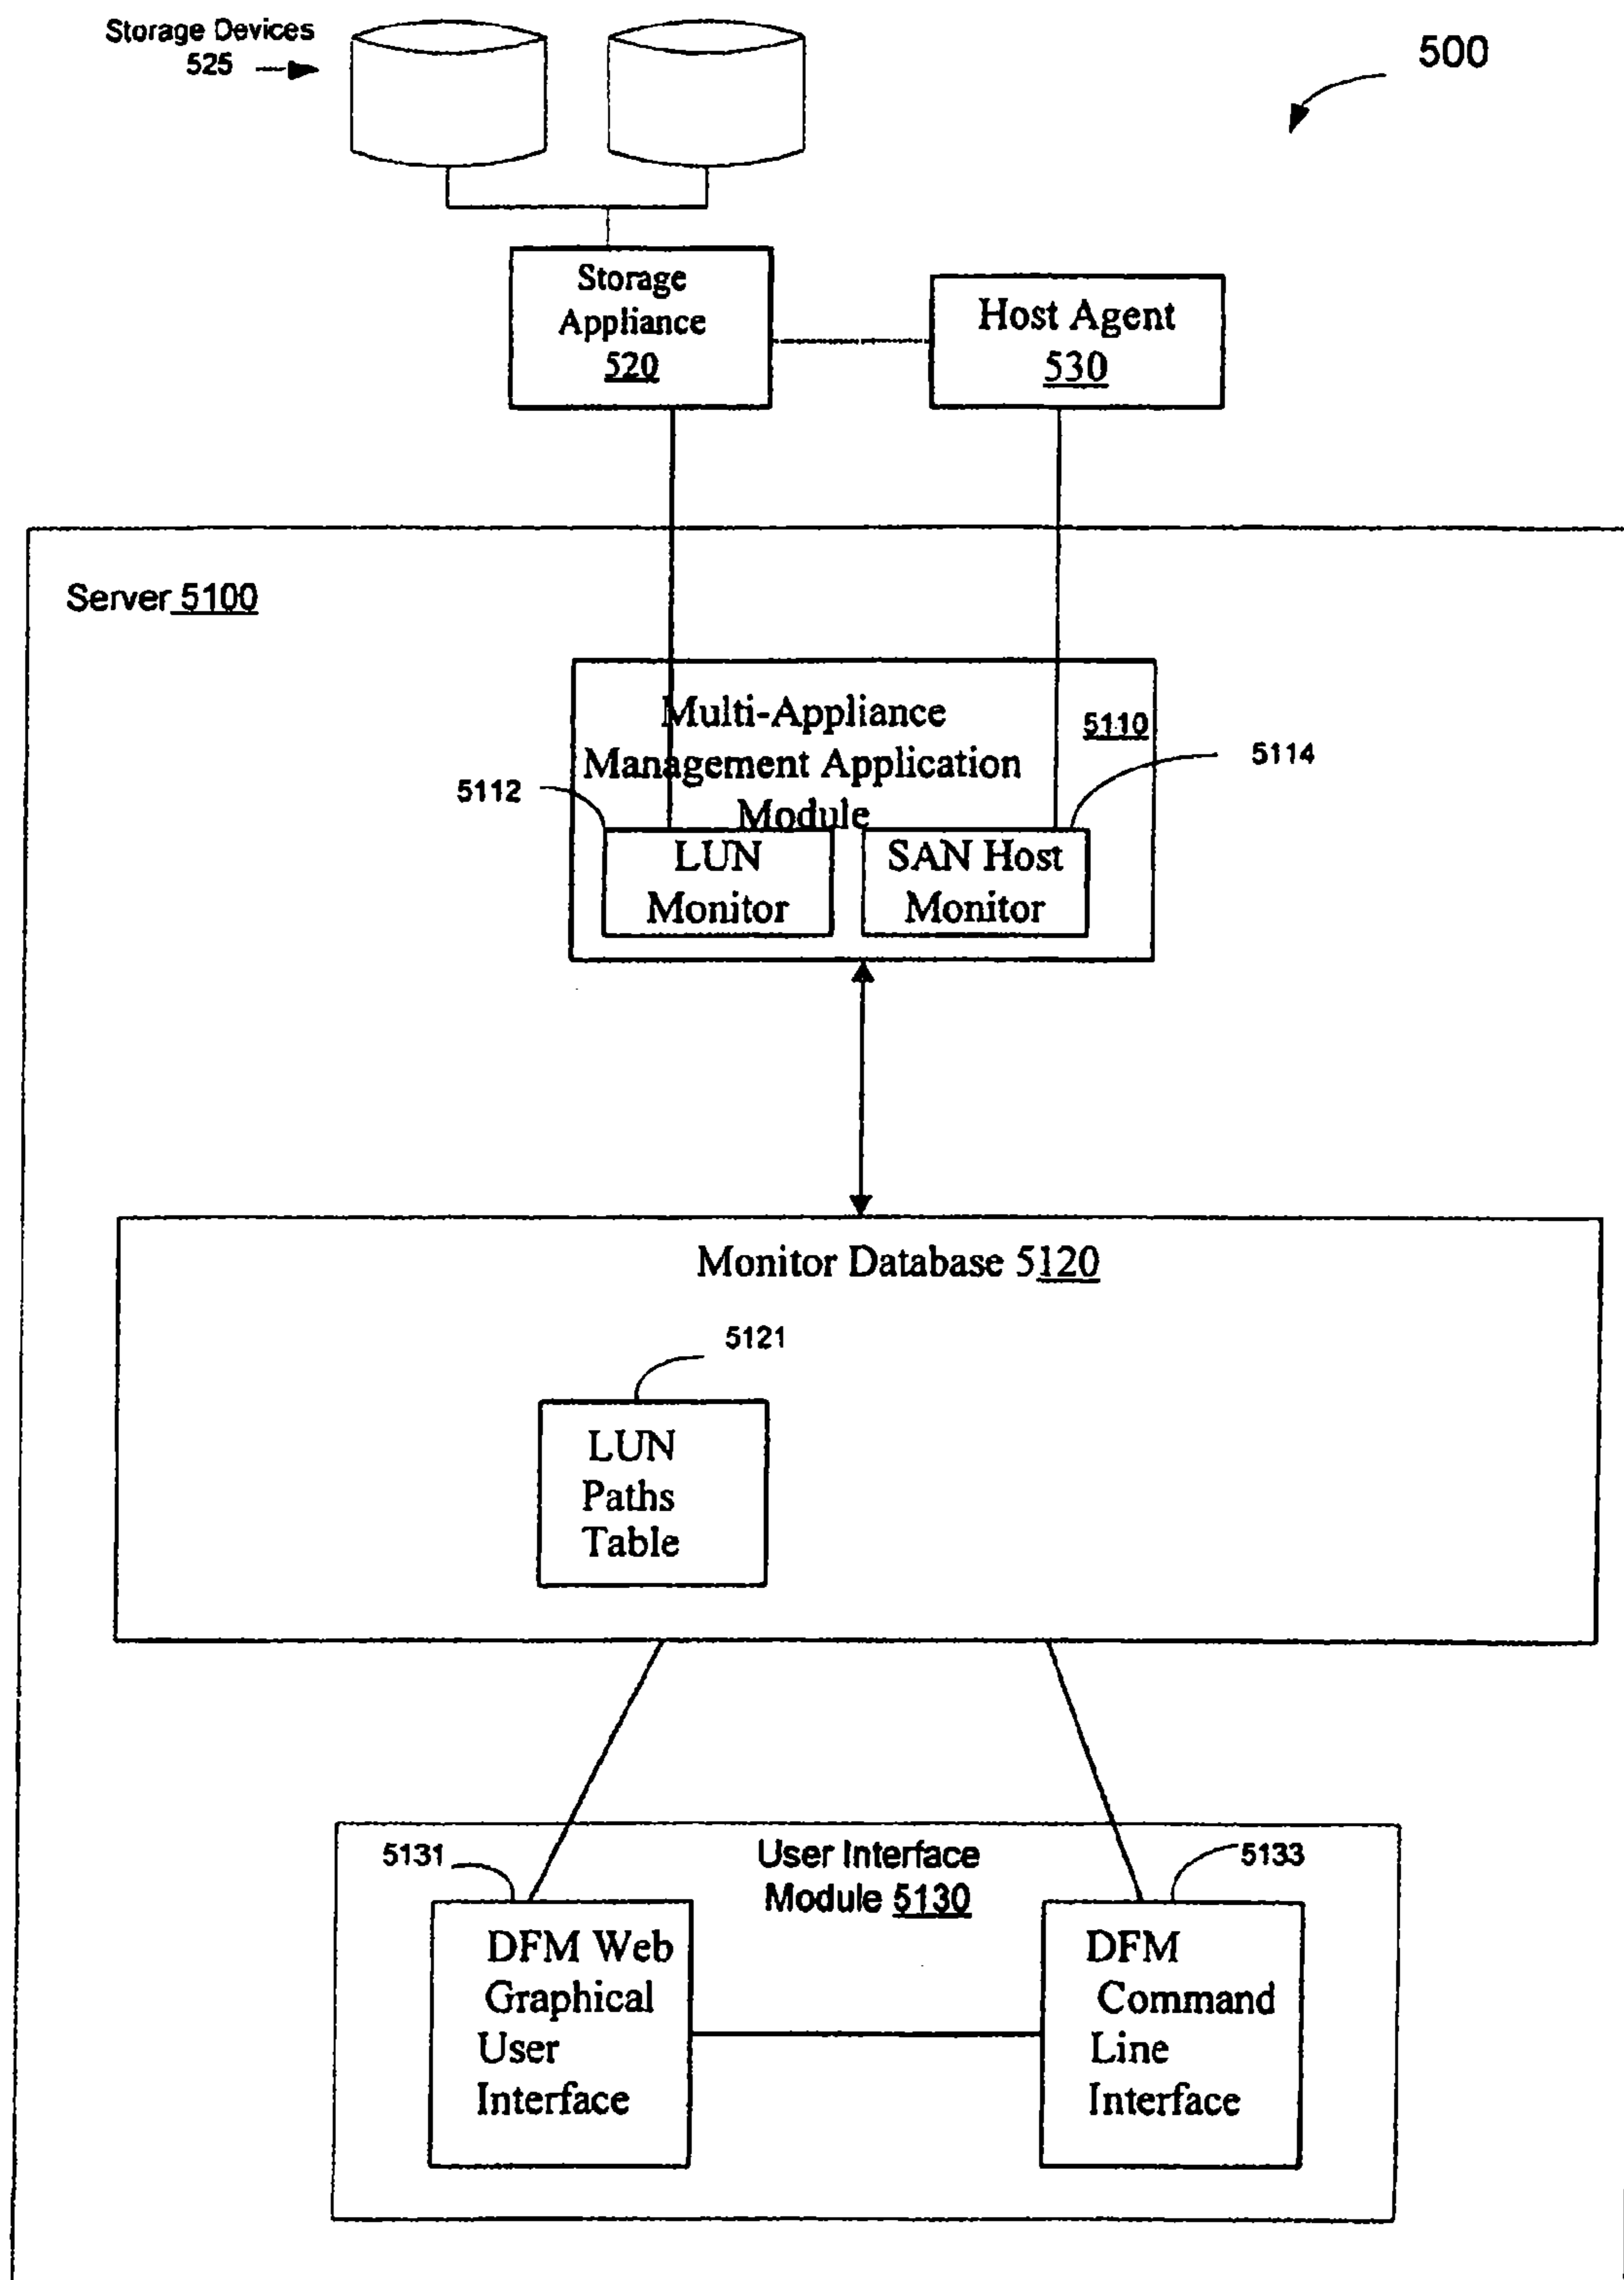 Storage Devices
525
500
Storage
Appliance
520
Host Agent
530
Server 5100
Multi-Appliance
Management Application
Module
5110
5114
5112
LUN
Monitor
SAN Host
Monitor
Monitor Database 5120
5121
LUN
Paths
Table
User Interface
Module 5130
5131
5133
DFM Web
Graphical
User
Interface
DFM
Command
Line
Interface